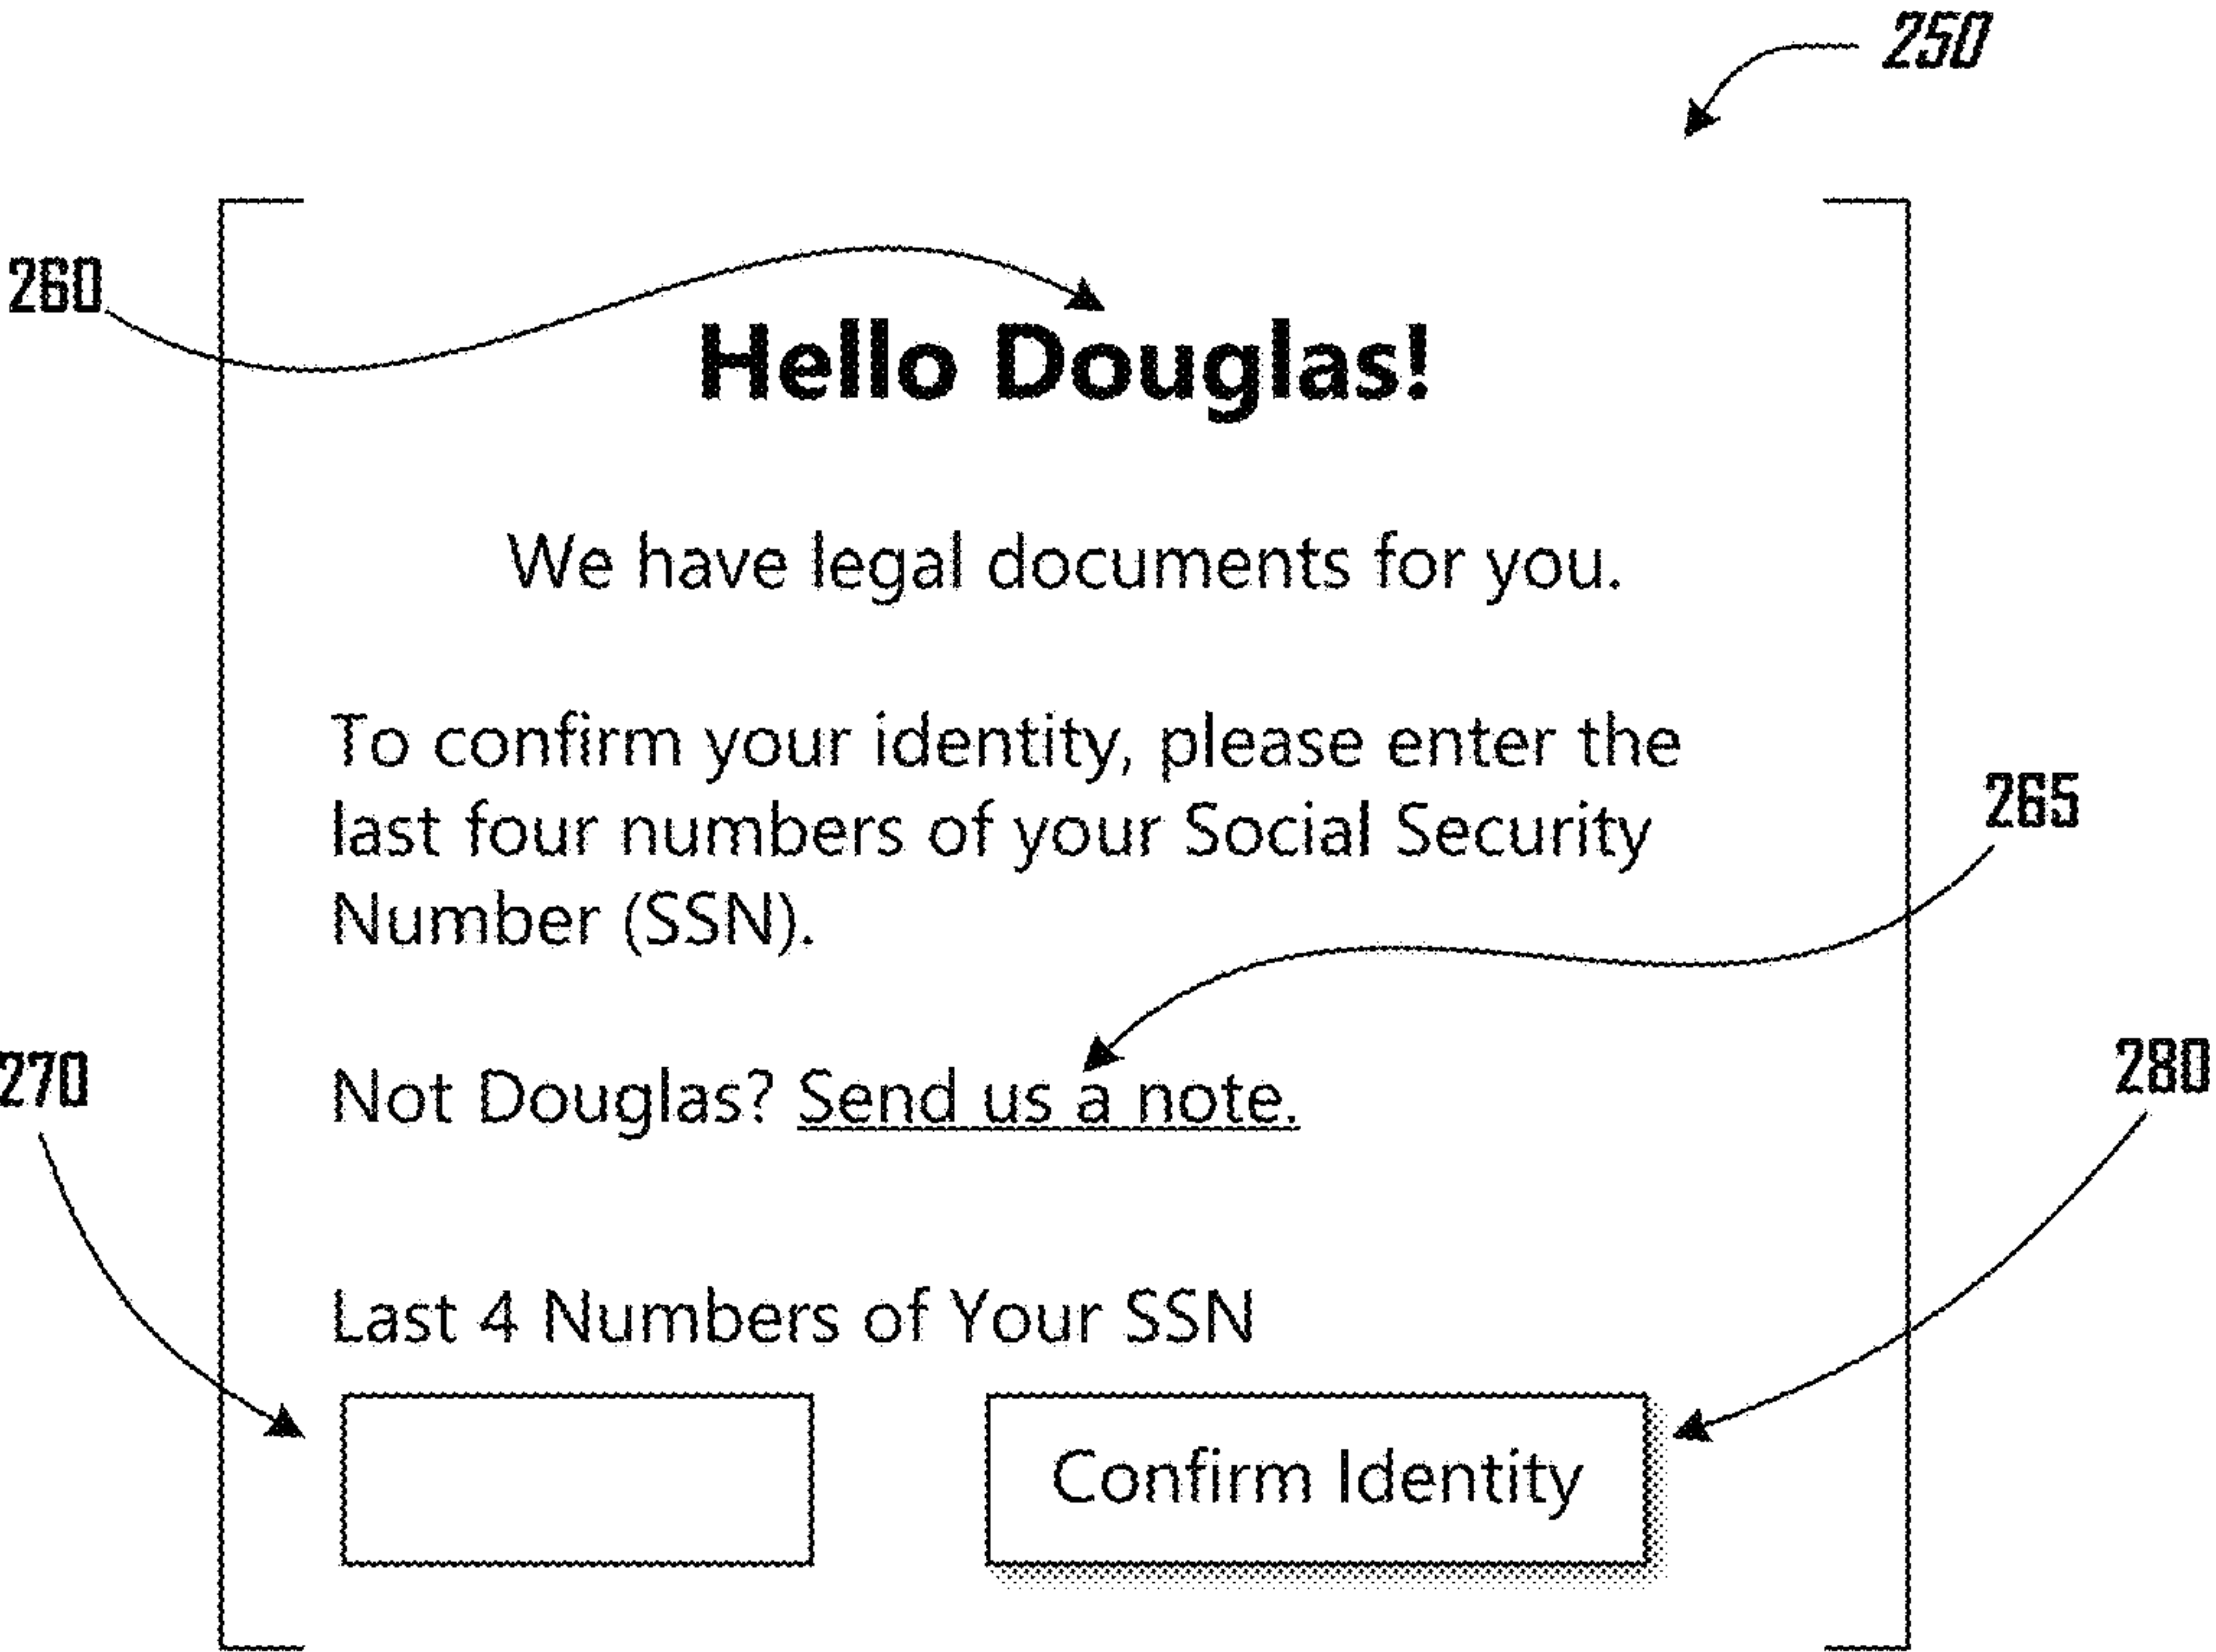 250
260
Hello Douglas!
We have legal documents for you.
To confirm your identity, please enter the
last four numbers of your Social Security
Number (SSN).
265
270
280
Not Douglas? Send us a note.
Last 4 Numbers of Your SSN
Confirm Identity